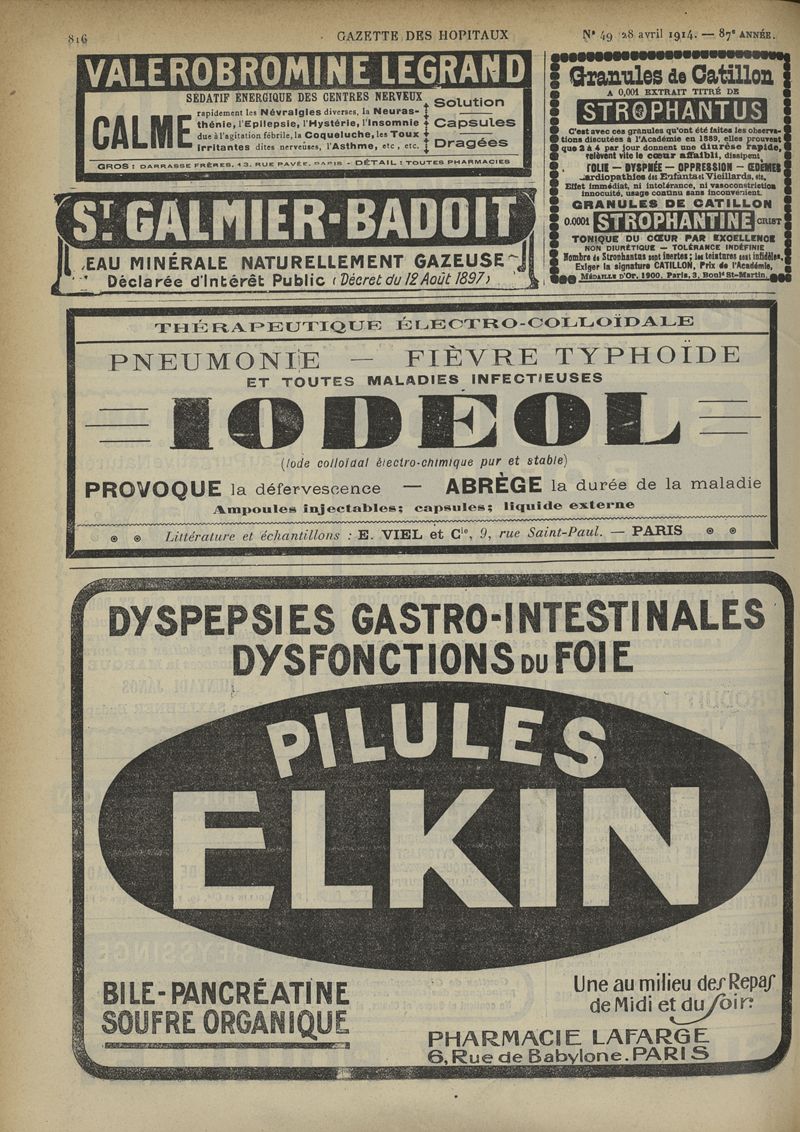 816
GAZETTE DES HOPITAUX
N° 49 28 avril 1914. — 87e ANNÉE.
VALEROBROMINE LEGRAND
SÉDATIF ÉNERGIQUE DES CENTRES NERVEUX
CALME
rapidement les Névralgies diverses, la Neuras-
thénie, l'Epilepsie, l'Hystérie, l'Insomnie
due à l'agitation fébrile, la Coqueluche, les Toux
irritantes dites nerveuses, l'Asthme, etc, etc.
Solution
Capsules
Dragées
GROS : DARRASSE FRÈRES, 13, RUE PAVÉE, PARIS - DÉTAIL : TOUTES PHARMACIES
ST. GALMIER-BADOIT
EAU MINÉRALE NATURELLEMENT GAZEUSE
Déclarée d'Intérêt Public (Décret du 12 Août 1897)
Granules de Catillon
A 0,001 EXTRAIT TITRÉ DE
STROPHANTUS
C'est avec ces granules qu'ont été faites les observa-
tions discutées à l'Académie en 1889, elles prouvent
que 2 à 4 par jour donnent une diurèse rapide,
relèvent vite le cœur affaibli, dissipent
FOLIE — DYSPNÉE — OPPRESSION — ŒDÈMES
Cardiopathies des Enfants et Vieillards, etc.
Effet immédiat, ni intolérance, ni vasoconstriction
innocuité, usage continu sans inconvénient.
GRANULES DE CATILLON
0.0001 STROPHANTINE CRIST
TONIQUE DU CŒUR PAR EXCELLENCE
NON DIURÉTIQUE — TOLÉRANCE INDÉFINIE
Nombre de Strophantus sont inertes; les teintures sont infidèles,
Exiger la signature CATILLON, Prix de l'Académie,
MÉDAILLE D'OR, 1900, Paris, 3, Boulᵈ St-Martin.
THÉRAPEUTIQUE ÉLECTRO-COLLOÏDALE
PNEUMONIE — FIÈVRE TYPHOÏDE
ET TOUTES MALADIES INFECTIEUSES
IODÉOL
(Iode colloïdal électro-chimique pur et stable)
PROVOQUE la défervescence — ABRÈGE la durée de la maladie
Ampoules injectables; capsules; liquide externe
Littérature et échantillons : E. VIEL et Cie, 9, rue Saint-Paul. — PARIS
DYSPEPSIES GASTRO-INTESTINALES
DYSFONCTIONS DU FOIE
PILULES
ELKIN
BILE-PANCRÉATINE
SOUFRE ORGANIQUE
Une au milieu des Repas
de Midi et du Soir.
PHARMACIE LAFARGE
6, Rue de Babylone. PARIS